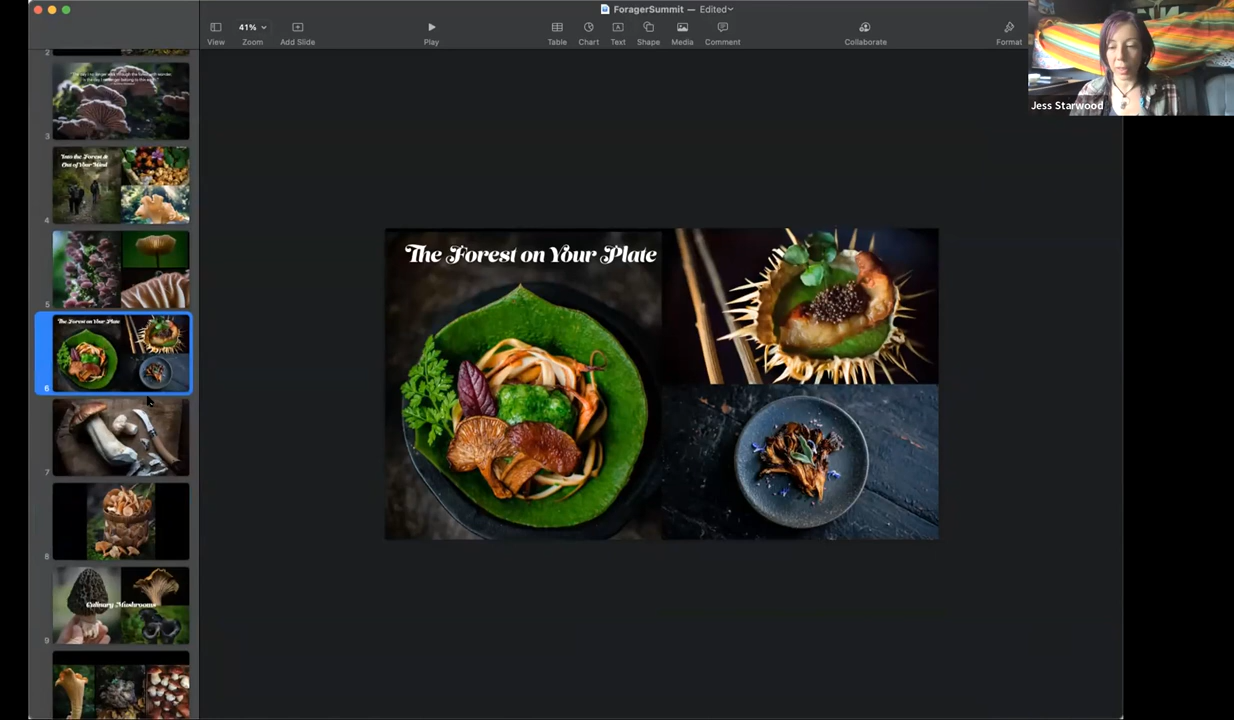 ForagerSummit — Edited
41%
View
Zoom
Add Slide
Play
Table
Chart
Text
Shape
Media
Comment
Collaborate
Format
Jess Starwood
2
3
Into the Forest &
Out of Your Mind
4
5
The Forest on Your Plate
6
7
8
Culinary Mushrooms
9
The Forest on Your Plate